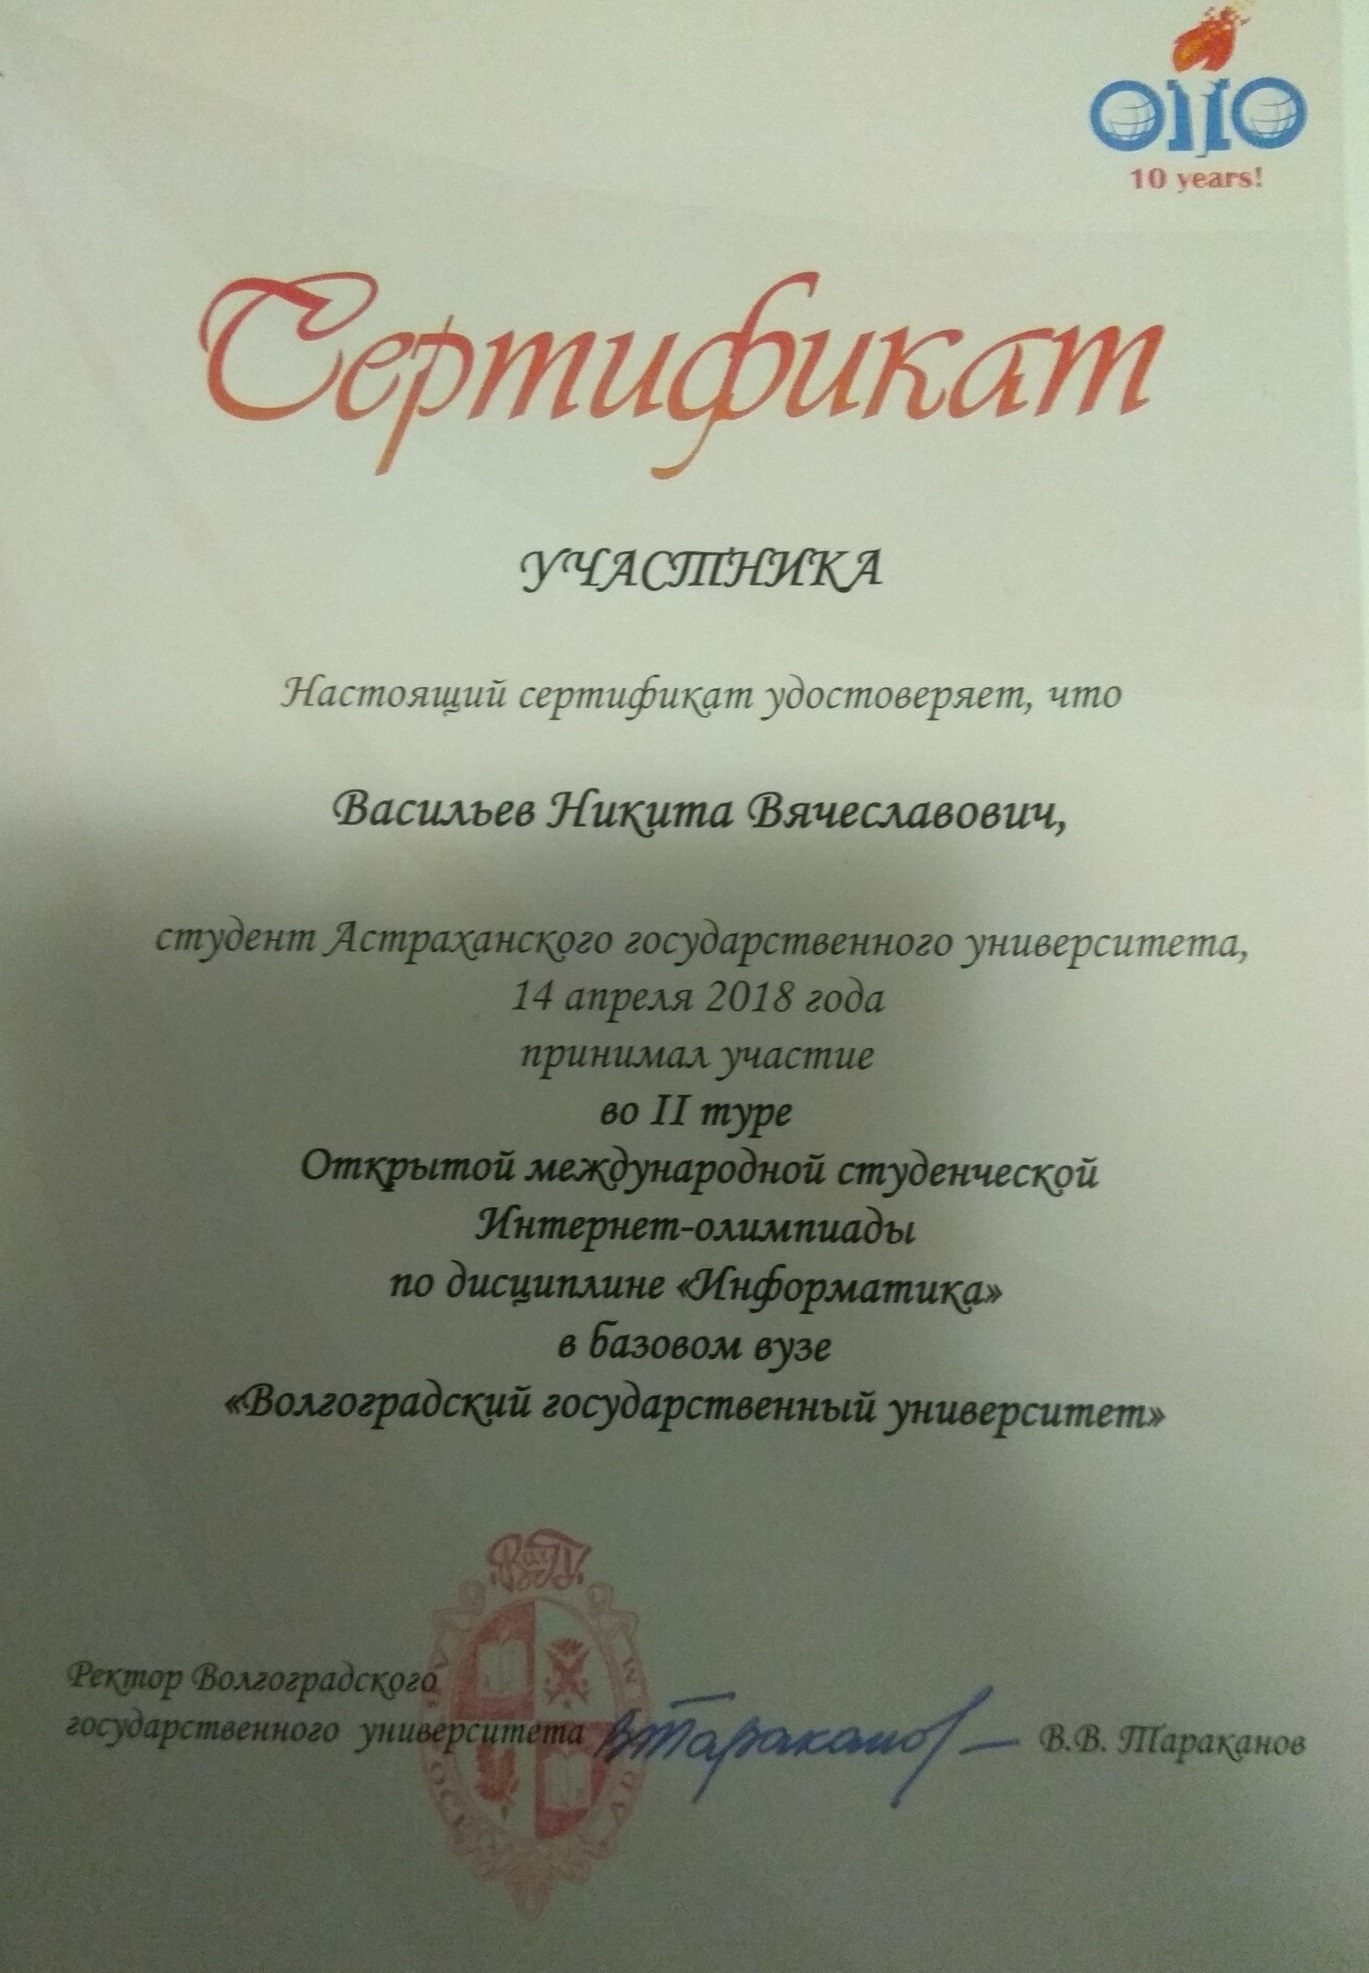 OIIO
10 years!
Сертификат
УЧАСТНИКА
Настоящий сертификат удостоверяет, что
Васильев Никита Вячеславович,
студент Астраханского государственного университета,
14 апреля 2018 года
принимал участие
во II туре
Открытой международной студенческой
Интернет-олимпиады
по дисциплине «Информатика»
в базовом вузе
«Волгоградский государственный университет»
Ректор Волгоградского
государственного университета ВТараканов В.В. Тараканов